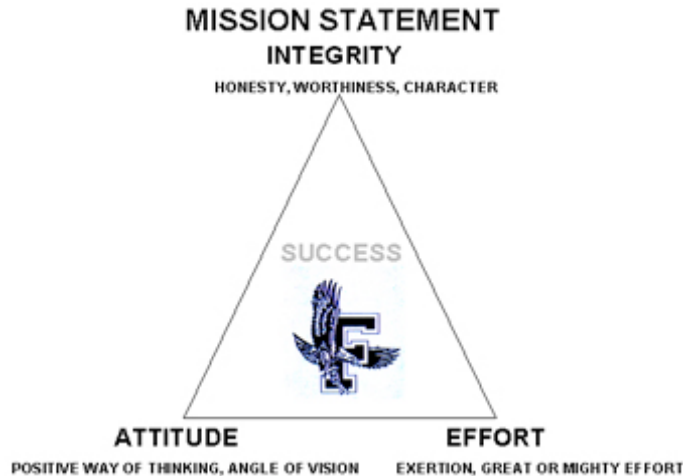 MISSION STATEMENT
INTEGRITY
HONESTY, WORTHINESS, CHARACTER
SUCCESS
F
ATTITUDE EFFORT
POSITIVE WAY OF THINKING, ANGLE OF VISION EXERTION, GREAT OR MIGHTY EFFORT